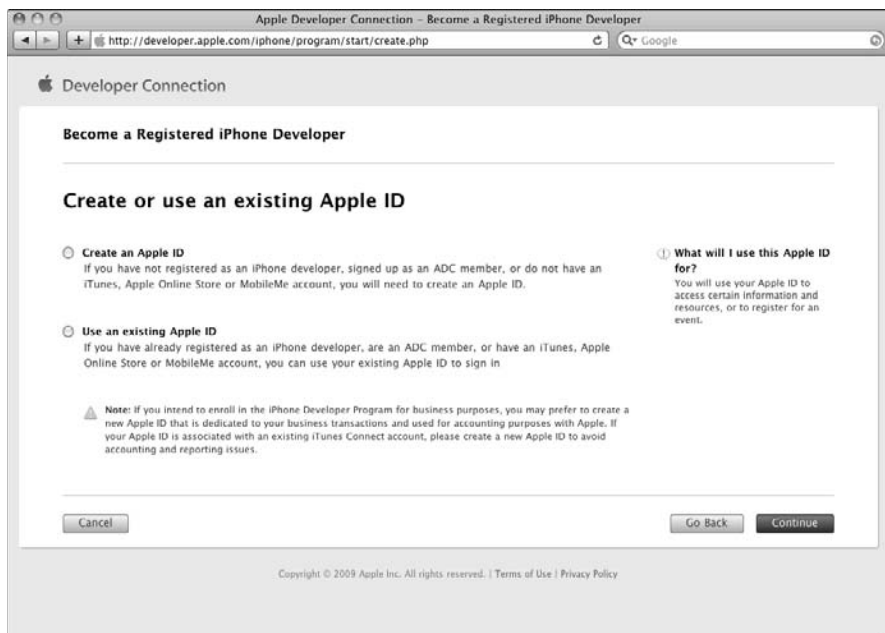 Apple Developer Connection – Become a Registered iPhone Developer
http://developer.apple.com/iphone/program/start/create.php
Google
Developer Connection
Become a Registered iPhone Developer
Create or use an existing Apple ID
Create an Apple ID
If you have not registered as an iPhone developer, signed up as an ADC member, or do not have an
iTunes, Apple Online Store or MobileMe account, you will need to create an Apple ID.
What will I use this Apple ID
for?
You will use your Apple ID to
access certain information and
resources, or to register for an
event.
Use an existing Apple ID
If you have already registered as an iPhone developer, are an ADC member, or have an iTunes, Apple
Online Store or MobileMe account, you can use your existing Apple ID to sign in
Note: If you intend to enroll in the iPhone Developer Program for business purposes, you may prefer to create a
new Apple ID that is dedicated to your business transactions and used for accounting purposes with Apple. If
your Apple ID is associated with an existing iTunes Connect account, please create a new Apple ID to avoid
accounting and reporting issues.
Cancel
Go Back
Continue
Copyright © 2009 Apple Inc. All rights reserved. | Terms of Use | Privacy Policy